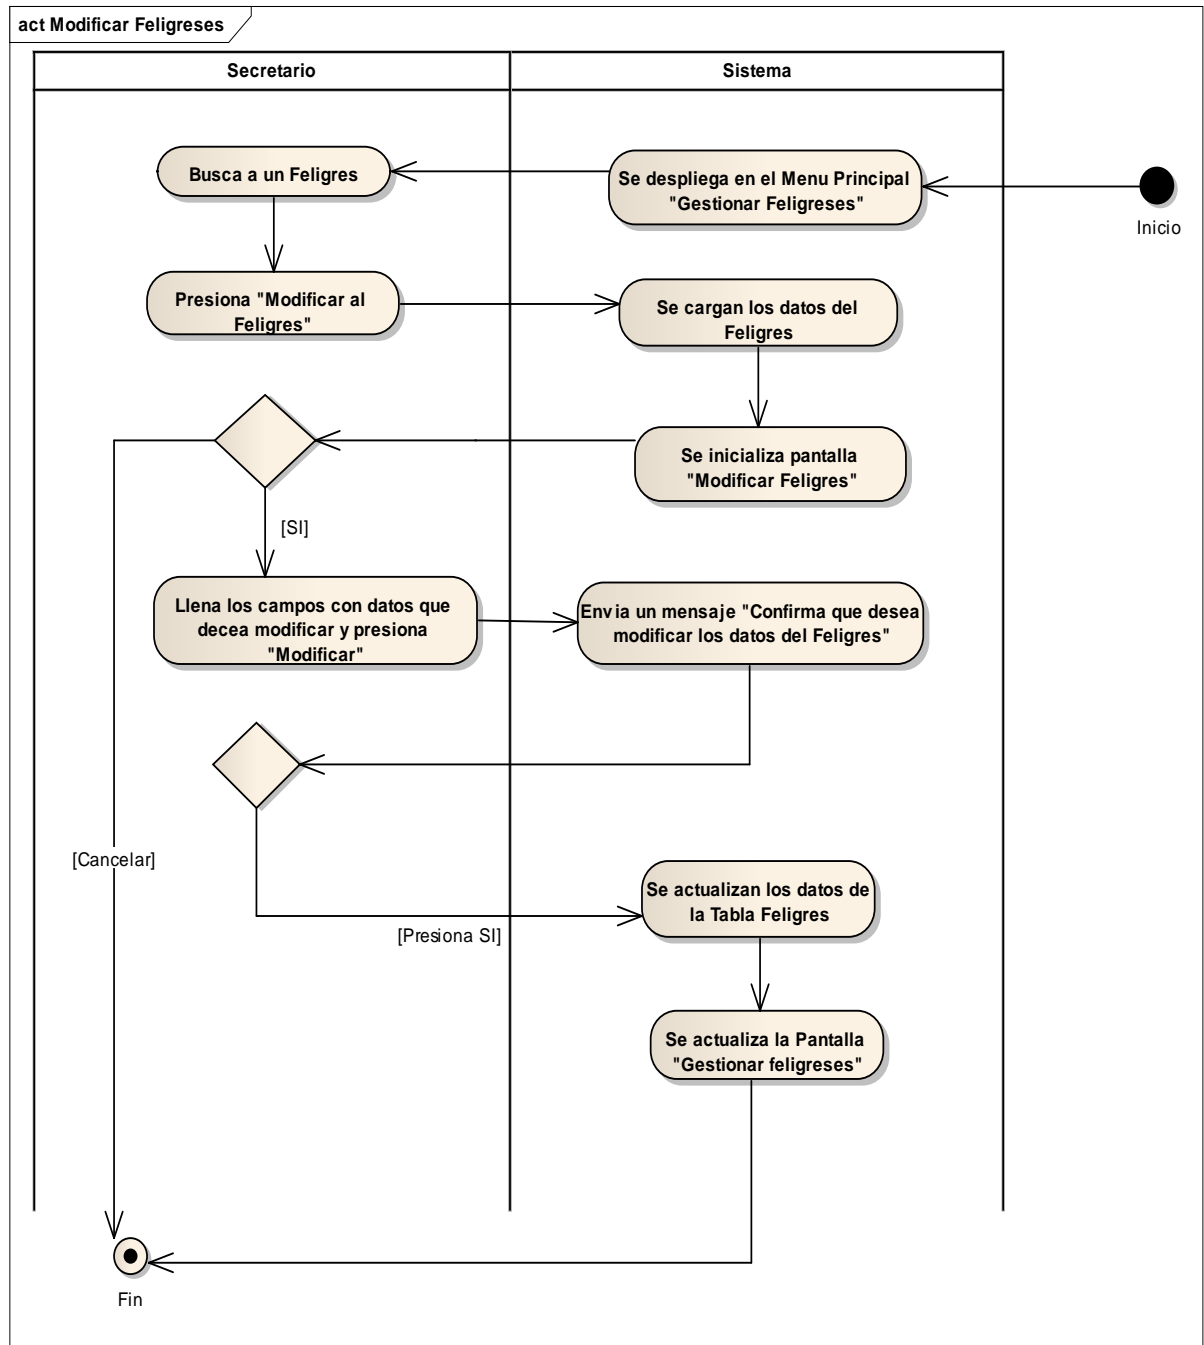 act Modificar Feligreses
Secretario
Sistema
Busca a un Feligres
Se despliega en el Menu Principal
"Gestionar Feligreses"
Inicio
Presiona "Modificar al
Feligres"
Se cargan los datos del
Feligres
Se inicializa pantalla
"Modificar Feligres"
[SI]
Llena los campos con datos que
decea modificar y presiona
"Modificar"
Envia un mensaje "Confirma que desea
modificar los datos del Feligres"
[Cancelar]
Se actualizan los datos de
la Tabla Feligres
[Presiona SI]
Se actualiza la Pantalla
"Gestionar feligreses"
Fin